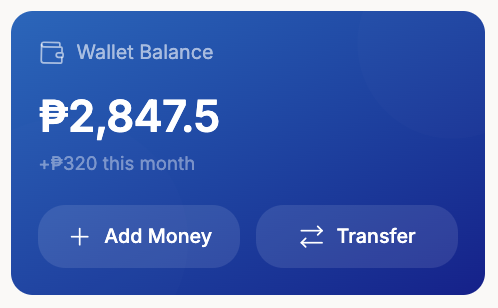 Wallet Balance
₱2,847.5
+₱320 this month
Add Money
Transfer